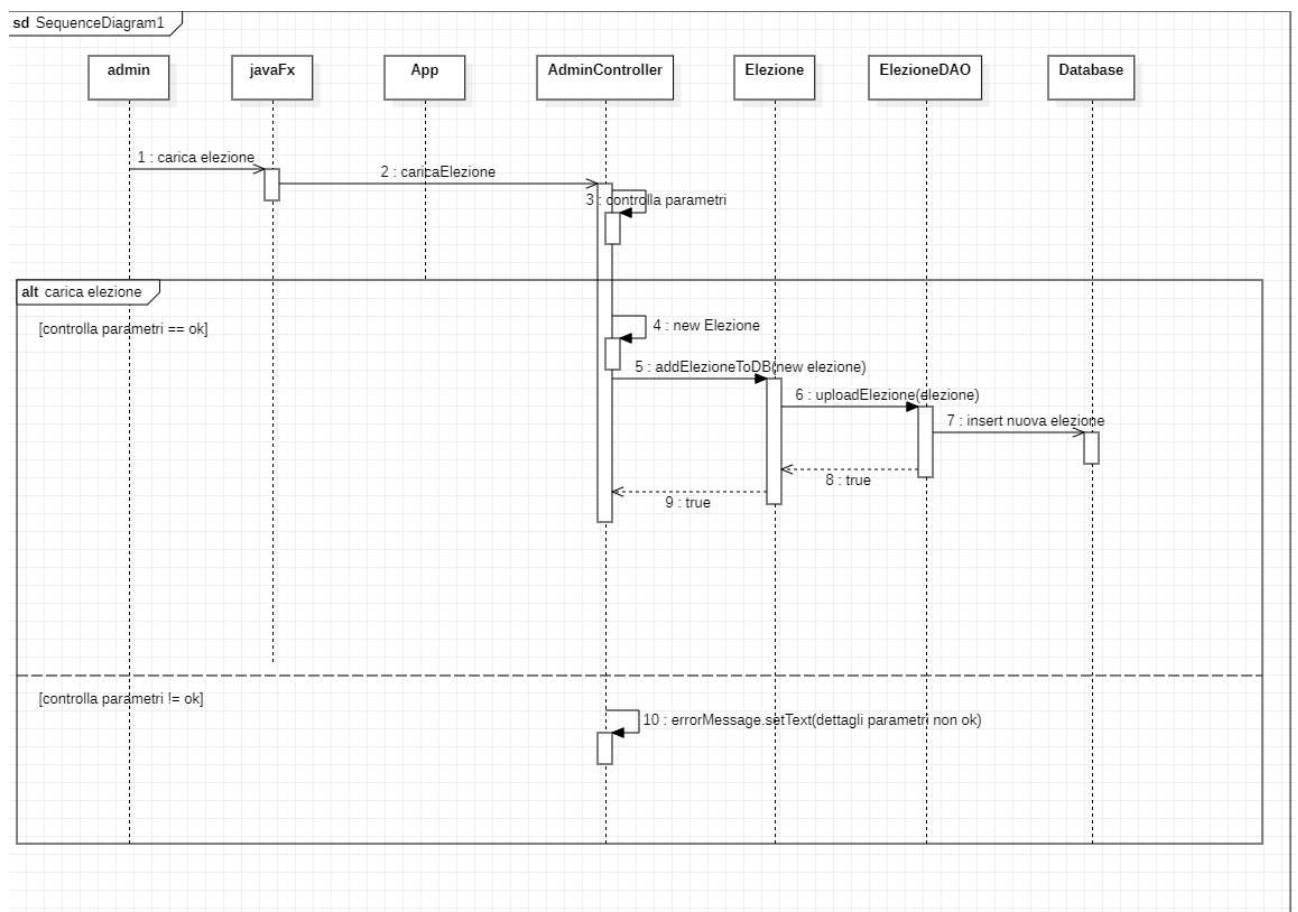 sd SequenceDiagram1
admin
javaFx
App
AdminController
Elezione
ElezioneDAO
Database
1 : carica elezione
2 : caricaElezione
3 : controlla parametri
alt carica elezione
[controlla parametri == ok]
4 : new Elezione
5 : addElezioneToDB(new elezione)
6 : uploadElezione(elezione)
7 : insert nuova elezione
8 : true
9 : true
[controlla parametri != ok]
10 : errorMessage.setText(dettagli parametri non ok)